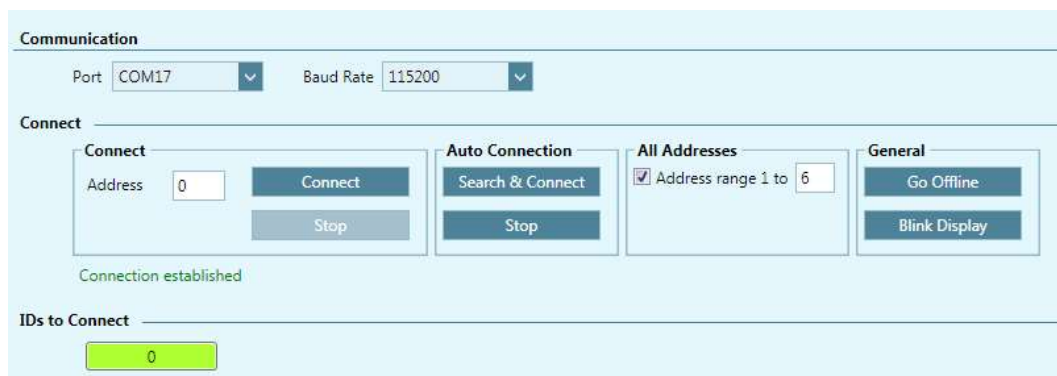 Communication
Port COM17 Baud Rate 115200
Connect
Connect Auto Connection All Addresses General
Address 0 Connect Search & Connect Address range 1 to 6 Go Offline
Stop Stop Blink Display
Connection established
IDs to Connect
0